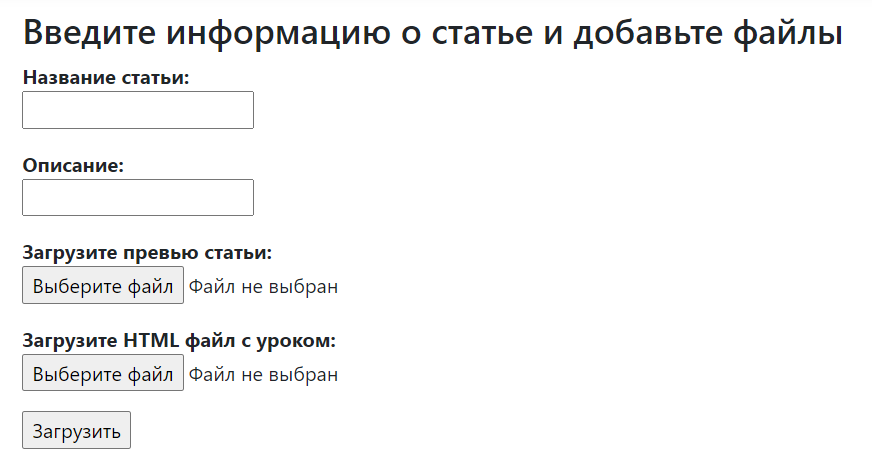 Введите информацию о статье и добавьте файлы
Название статьи:
Описание:
Загрузите превью статьи:
Выберите файл Файл не выбран
Загрузите HTML файл с уроком:
Выберите файл Файл не выбран
Загрузить